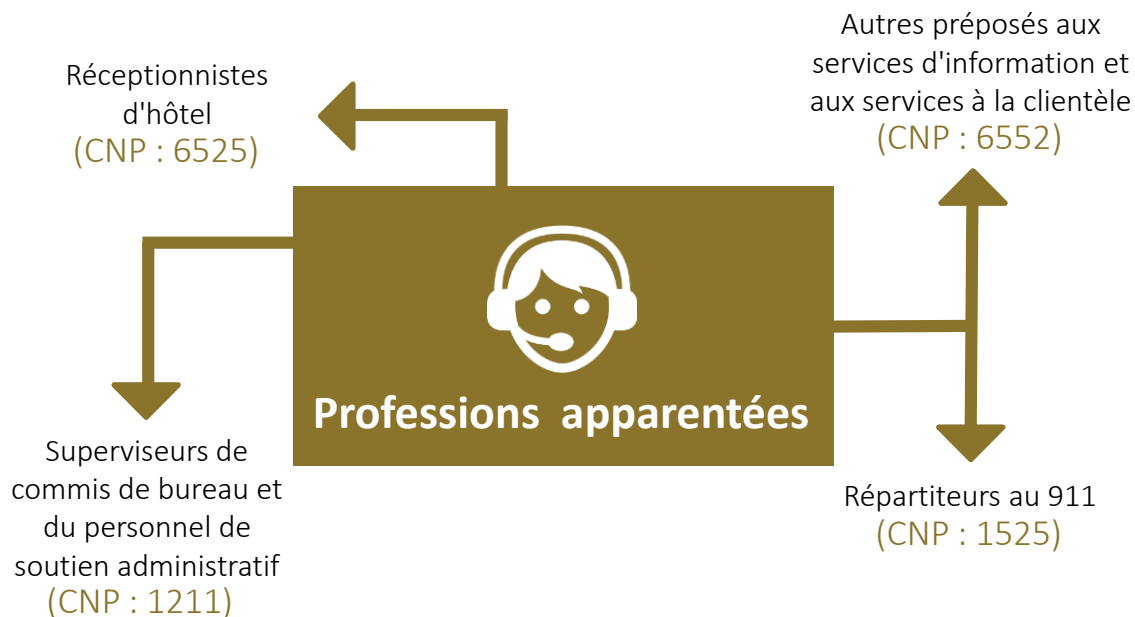 Réceptionnistes
d'hôtel
(CNP : 6525)
Autres préposés aux
services d'information et
aux services à la clientèle
(CNP : 6552)
Professions apparentées
Superviseurs de
commis de bureau et
du personnel de
soutien administratif
(CNP : 1211)
Répartiteurs au 911
(CNP : 1525)